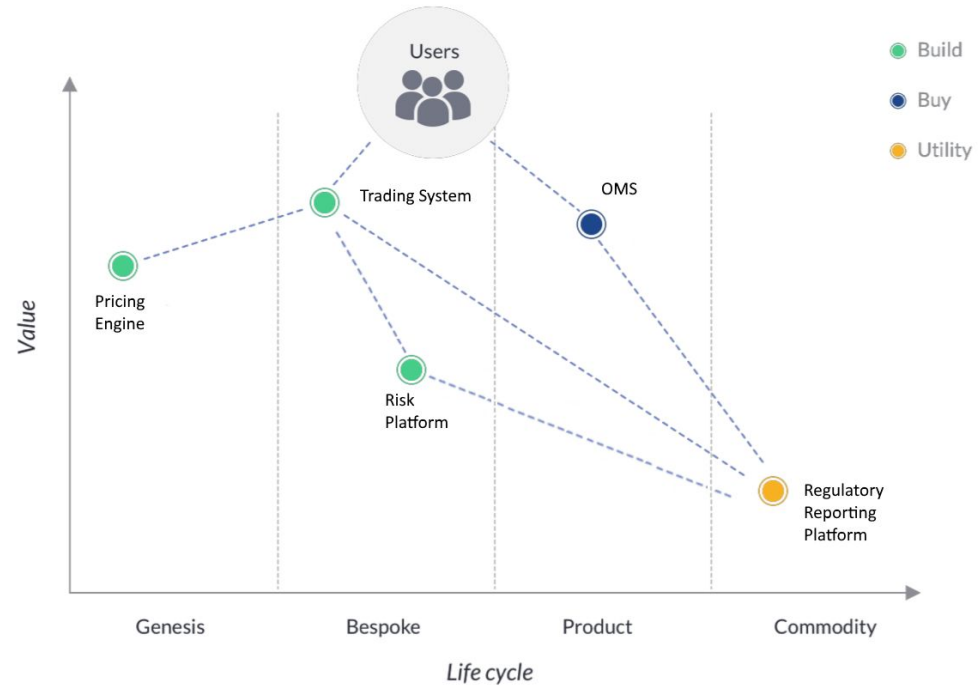 Users
Build
Buy
Utility
Trading System
OMS
Pricing
Engine
Value
Risk
Platform
Regulatory
Reporting
Platform
Genesis
Bespoke
Product
Commodity
Life cycle